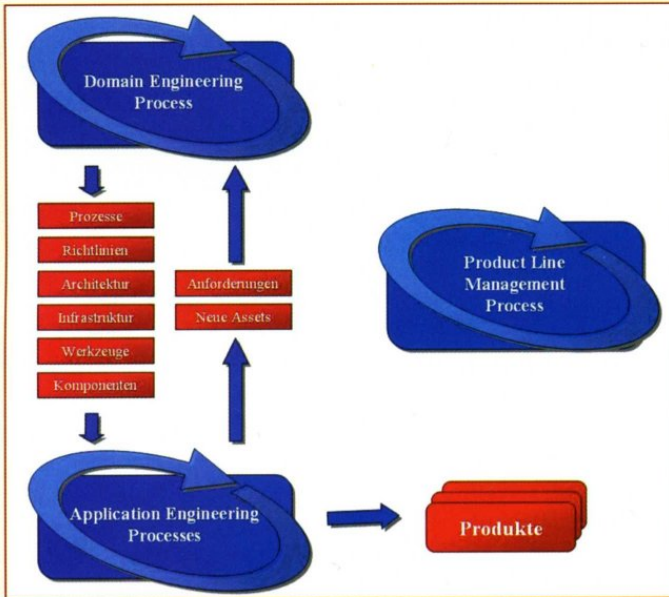 Domain Engineering
Process
Prozesse
Richtlinien
Architektur
Infrastruktur
Werkzeuge
Komponenten
Anforderungen
Neue Assets
Product Line
Management
Process
Application Engineering
Processes
Produkte